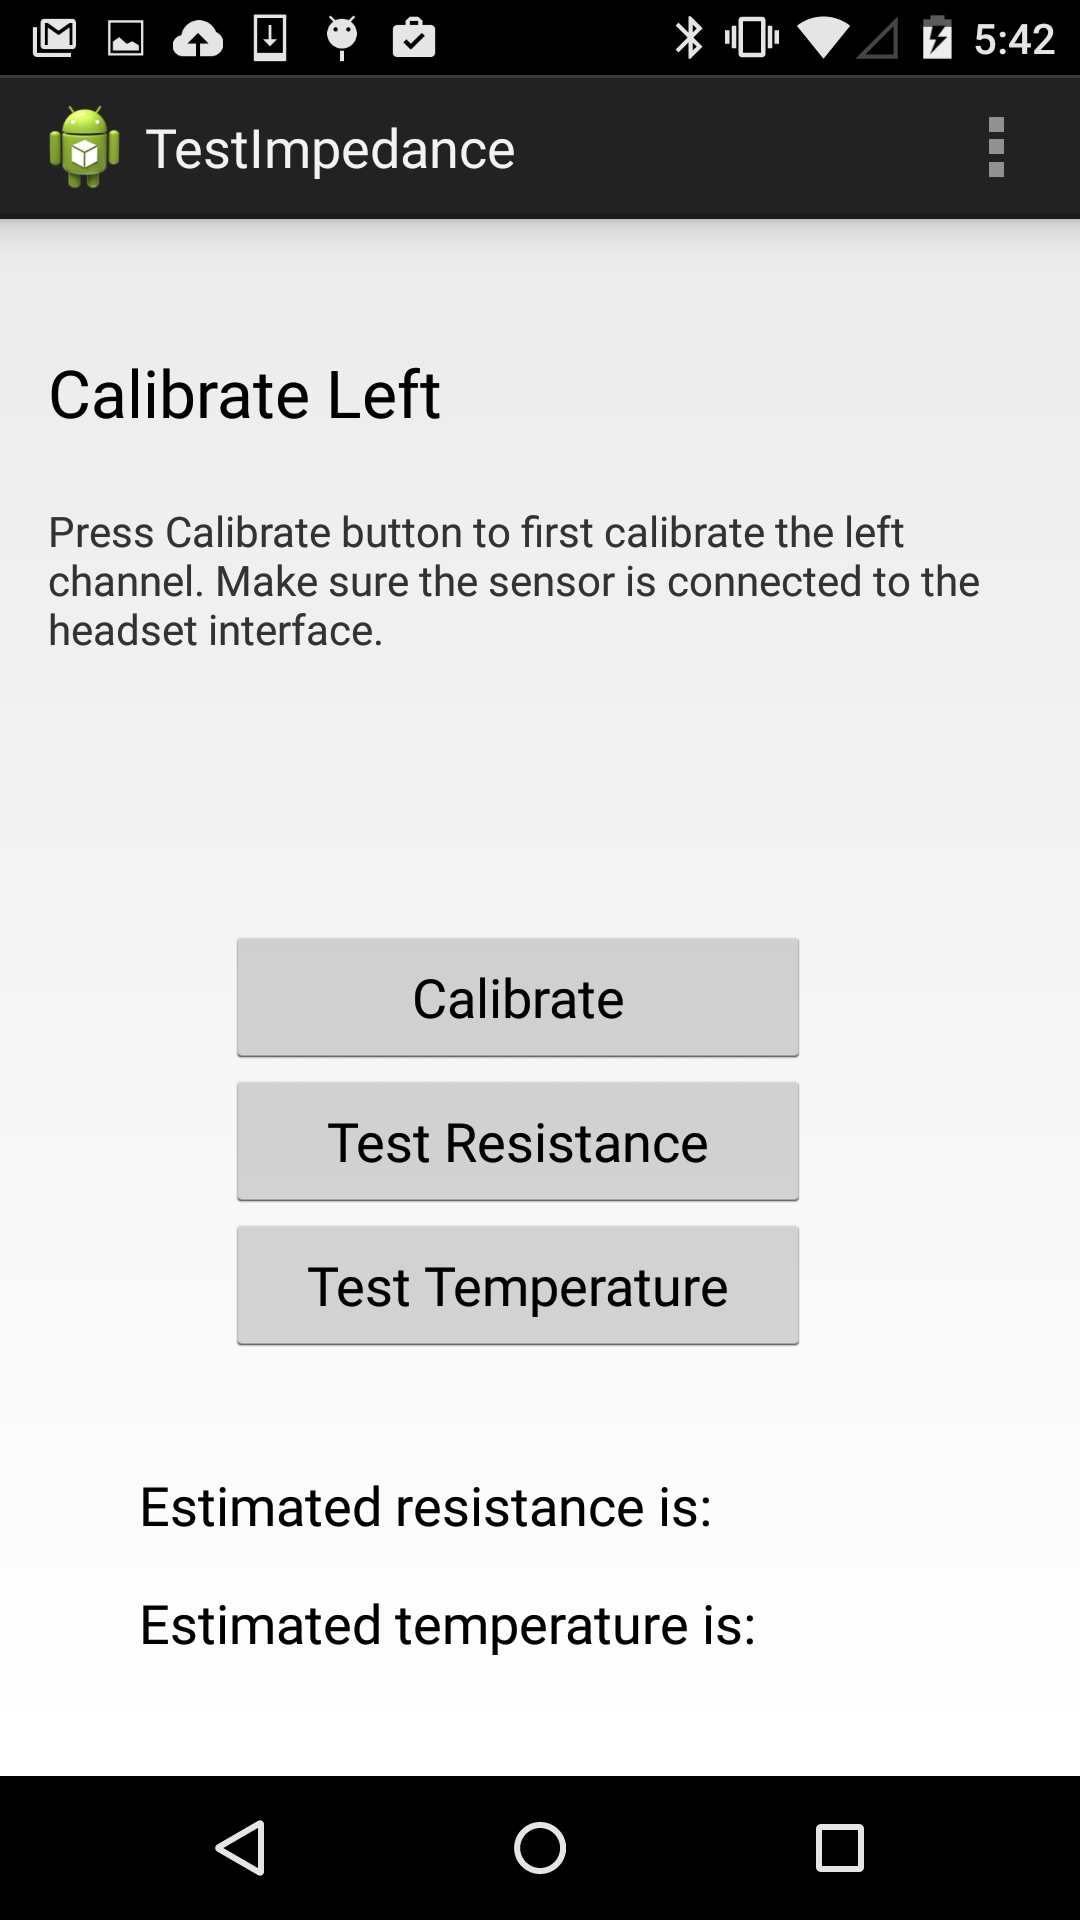 5:42
TestImpedance
Calibrate Left
Press Calibrate button to first calibrate the left
channel. Make sure the sensor is connected to the
headset interface.
Calibrate
Test Resistance
Test Temperature
Estimated resistance is:
Estimated temperature is: